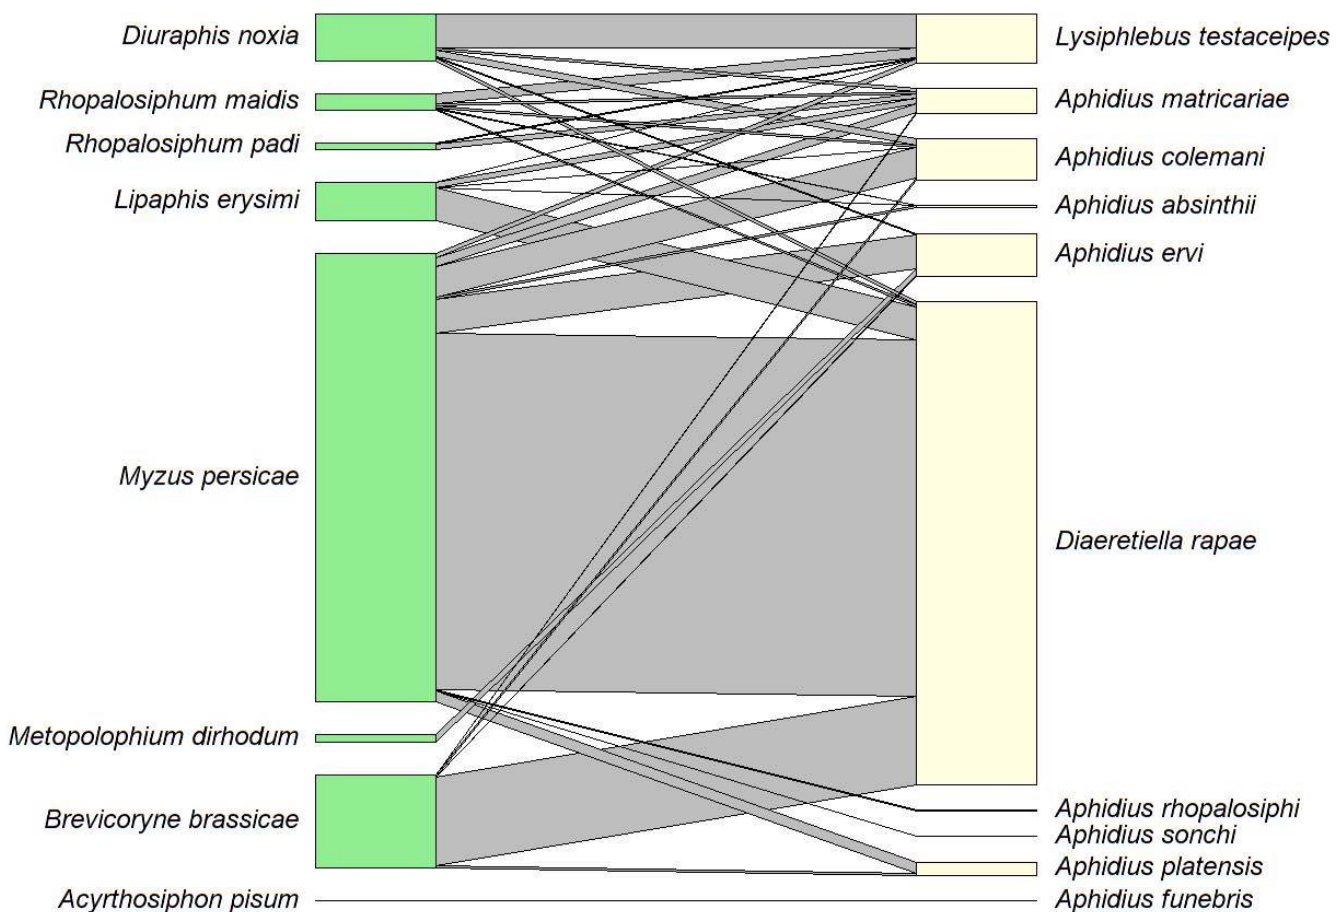 Diuraphis noxia
Rhopalosiphum maidis
Rhopalosiphum padi
Lipaphis erysimi
Myzus persicae
Metopolophium dirhodum
Brevicoryne brassicae
Acyrthosiphon pisum
Lysiphlebus testaceipes
Aphidius matricariae
Aphidius colemani
Aphidius absinthii
Aphidius ervi
Diaeretiella rapae
Aphidius rhopalosiphi
Aphidius sonchi
Aphidius platensis
Aphidius funebris